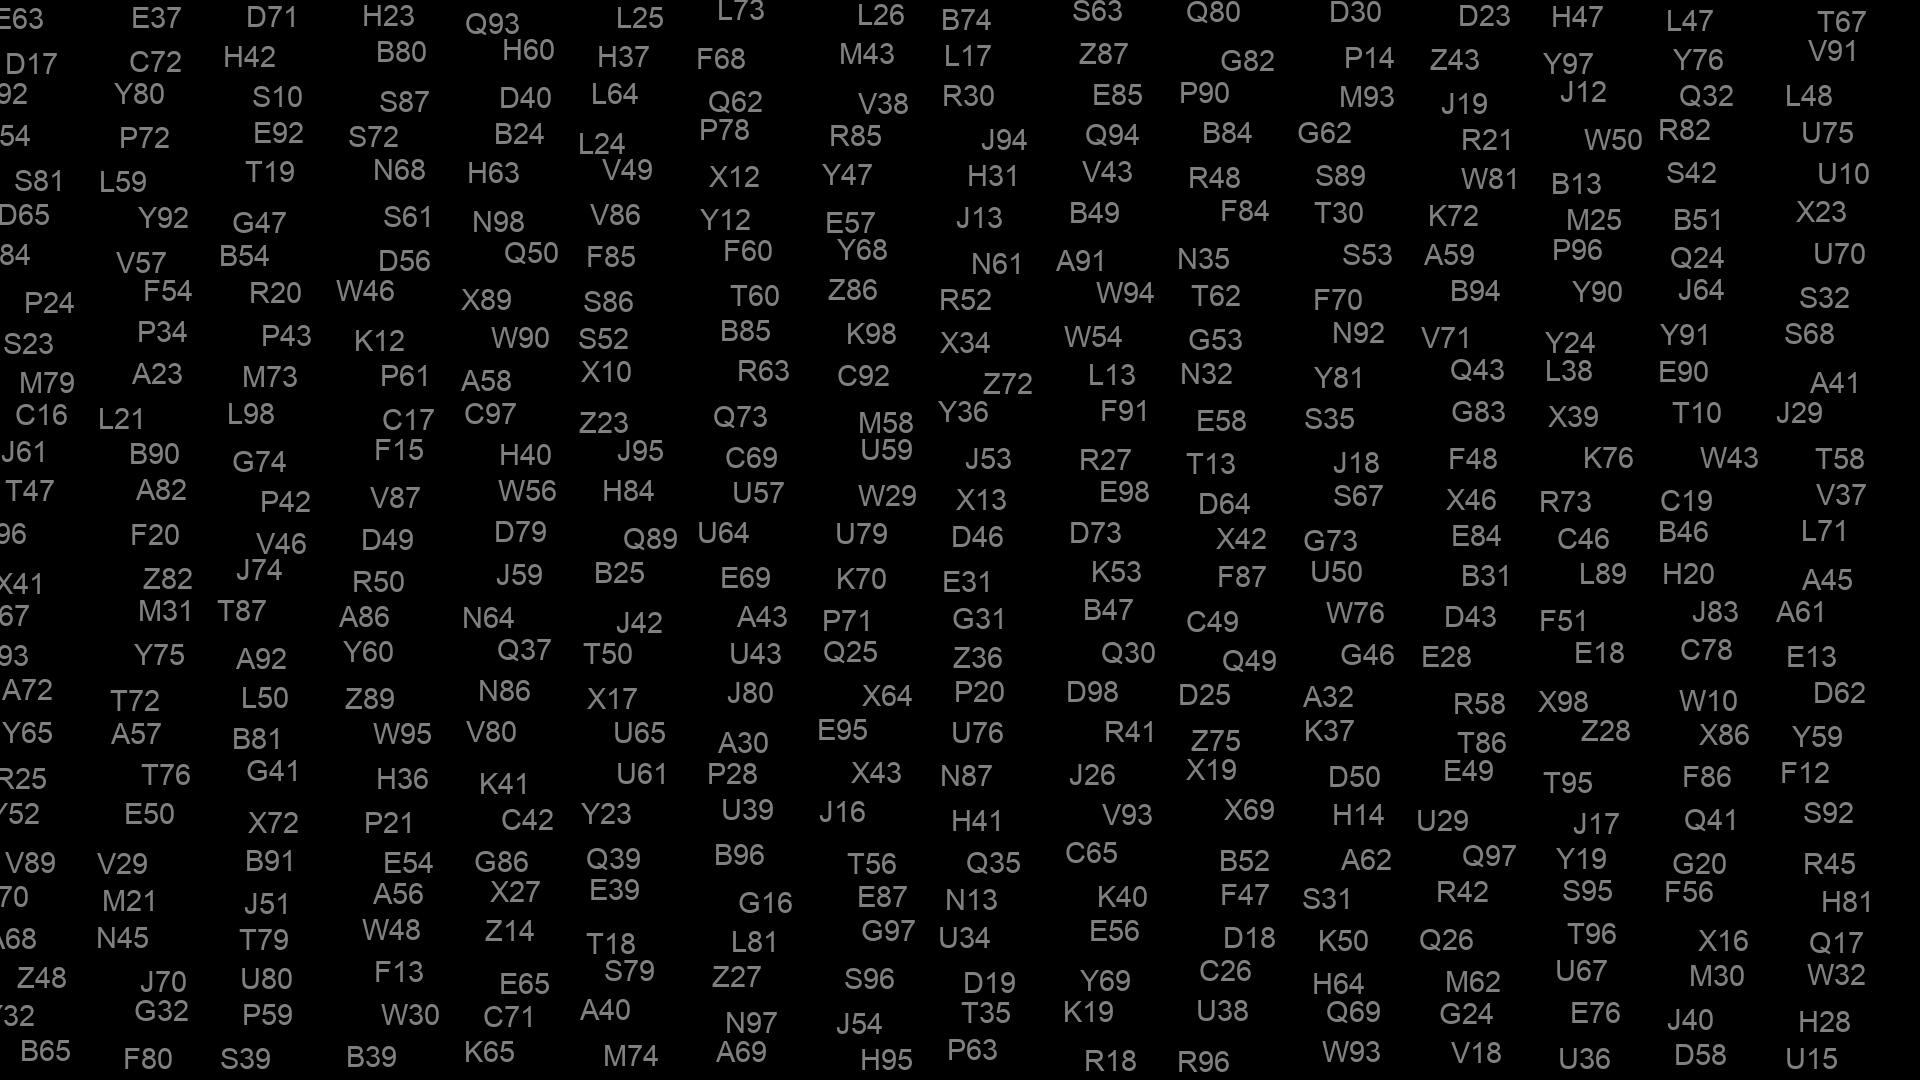 E63 E37 D71 H23 Q93 L25 L73 L26 B74 S63 Q80 D30 D23 H47 L47 T67
D17 C72 H42 B80 H60 H37 F68 M43 L17 Z87 G82 P14 Z43 Y97 Y76 V91
92 Y80 S10 S87 D40 L64 Q62 V38 R30 E85 P90 M93 J19 J12 Q32 L48
54 P72 E92 S72 B24 L24 P78 R85 J94 Q94 B84 G62 R21 W50 R82 U75
S81 L59 T19 N68 H63 V49 X12 Y47 H31 V43 R48 S89 W81 B13 S42 U10
D65 Y92 G47 S61 N98 V86 Y12 E57 J13 B49 F84 T30 K72 M25 B51 X23
84 V57 B54 D56 Q50 F85 F60 Y68 N61 A91 N35 S53 A59 P96 Q24 U70
P24 F54 R20 W46 X89 S86 T60 Z86 R52 W94 T62 F70 B94 Y90 J64 S32
S23 P34 P43 K12 W90 S52 B85 K98 X34 W54 G53 N92 V71 Y24 Y91 S68
M79 A23 M73 P61 A58 X10 R63 C92 Z72 L13 N32 Y81 Q43 L38 E90 A41
C16 L21 L98 C17 C97 Z23 Q73 M58 Y36 F91 E58 S35 G83 X39 T10 J29
J61 B90 G74 F15 H40 J95 C69 U59 J53 R27 T13 J18 F48 K76 W43 T58
T47 A82 P42 V87 W56 H84 U57 W29 X13 E98 D64 S67 X46 R73 C19 V37
96 F20 V46 D49 D79 Q89 U64 U79 D46 D73 X42 G73 E84 C46 B46 L71
X41 Z82 J74 R50 J59 B25 E69 K70 E31 K53 F87 U50 B31 L89 H20 A45
67 M31 T87 A86 N64 J42 A43 P71 G31 B47 C49 W76 D43 F51 J83 A61
93 Y75 A92 Y60 Q37 T50 U43 Q25 Z36 Q30 Q49 G46 E28 E18 C78 E13
A72 T72 L50 Z89 N86 X17 J80 X64 P20 D98 D25 A32 R58 X98 W10 D62
Y65 A57 B81 W95 V80 U65 A30 E95 U76 R41 Z75 K37 T86 Z28 X86 Y59
R25 T76 G41 H36 K41 U61 P28 X43 N87 J26 X19 D50 E49 T95 F86 F12
Y52 E50 X72 P21 C42 Y23 U39 J16 H41 V93 X69 H14 U29 J17 Q41 S92
V89 V29 B91 E54 G86 Q39 B96 T56 Q35 C65 B52 A62 Q97 Y19 G20 R45
70 M21 J51 A56 X27 E39 G16 E87 N13 K40 F47 S31 R42 S95 F56 H81
A68 N45 T79 W48 Z14 T18 L81 G97 U34 E56 D18 K50 Q26 T96 X16 Q17
Z48 J70 U80 F13 E65 S79 Z27 S96 D19 Y69 C26 H64 M62 U67 M30 W32
32 G32 P59 W30 C71 A40 N97 J54 T35 K19 U38 Q69 G24 E76 J40 H28
B65 F80 S39 B39 K65 M74 A69 H95 P63 R18 R96 W93 V18 U36 D58 U15